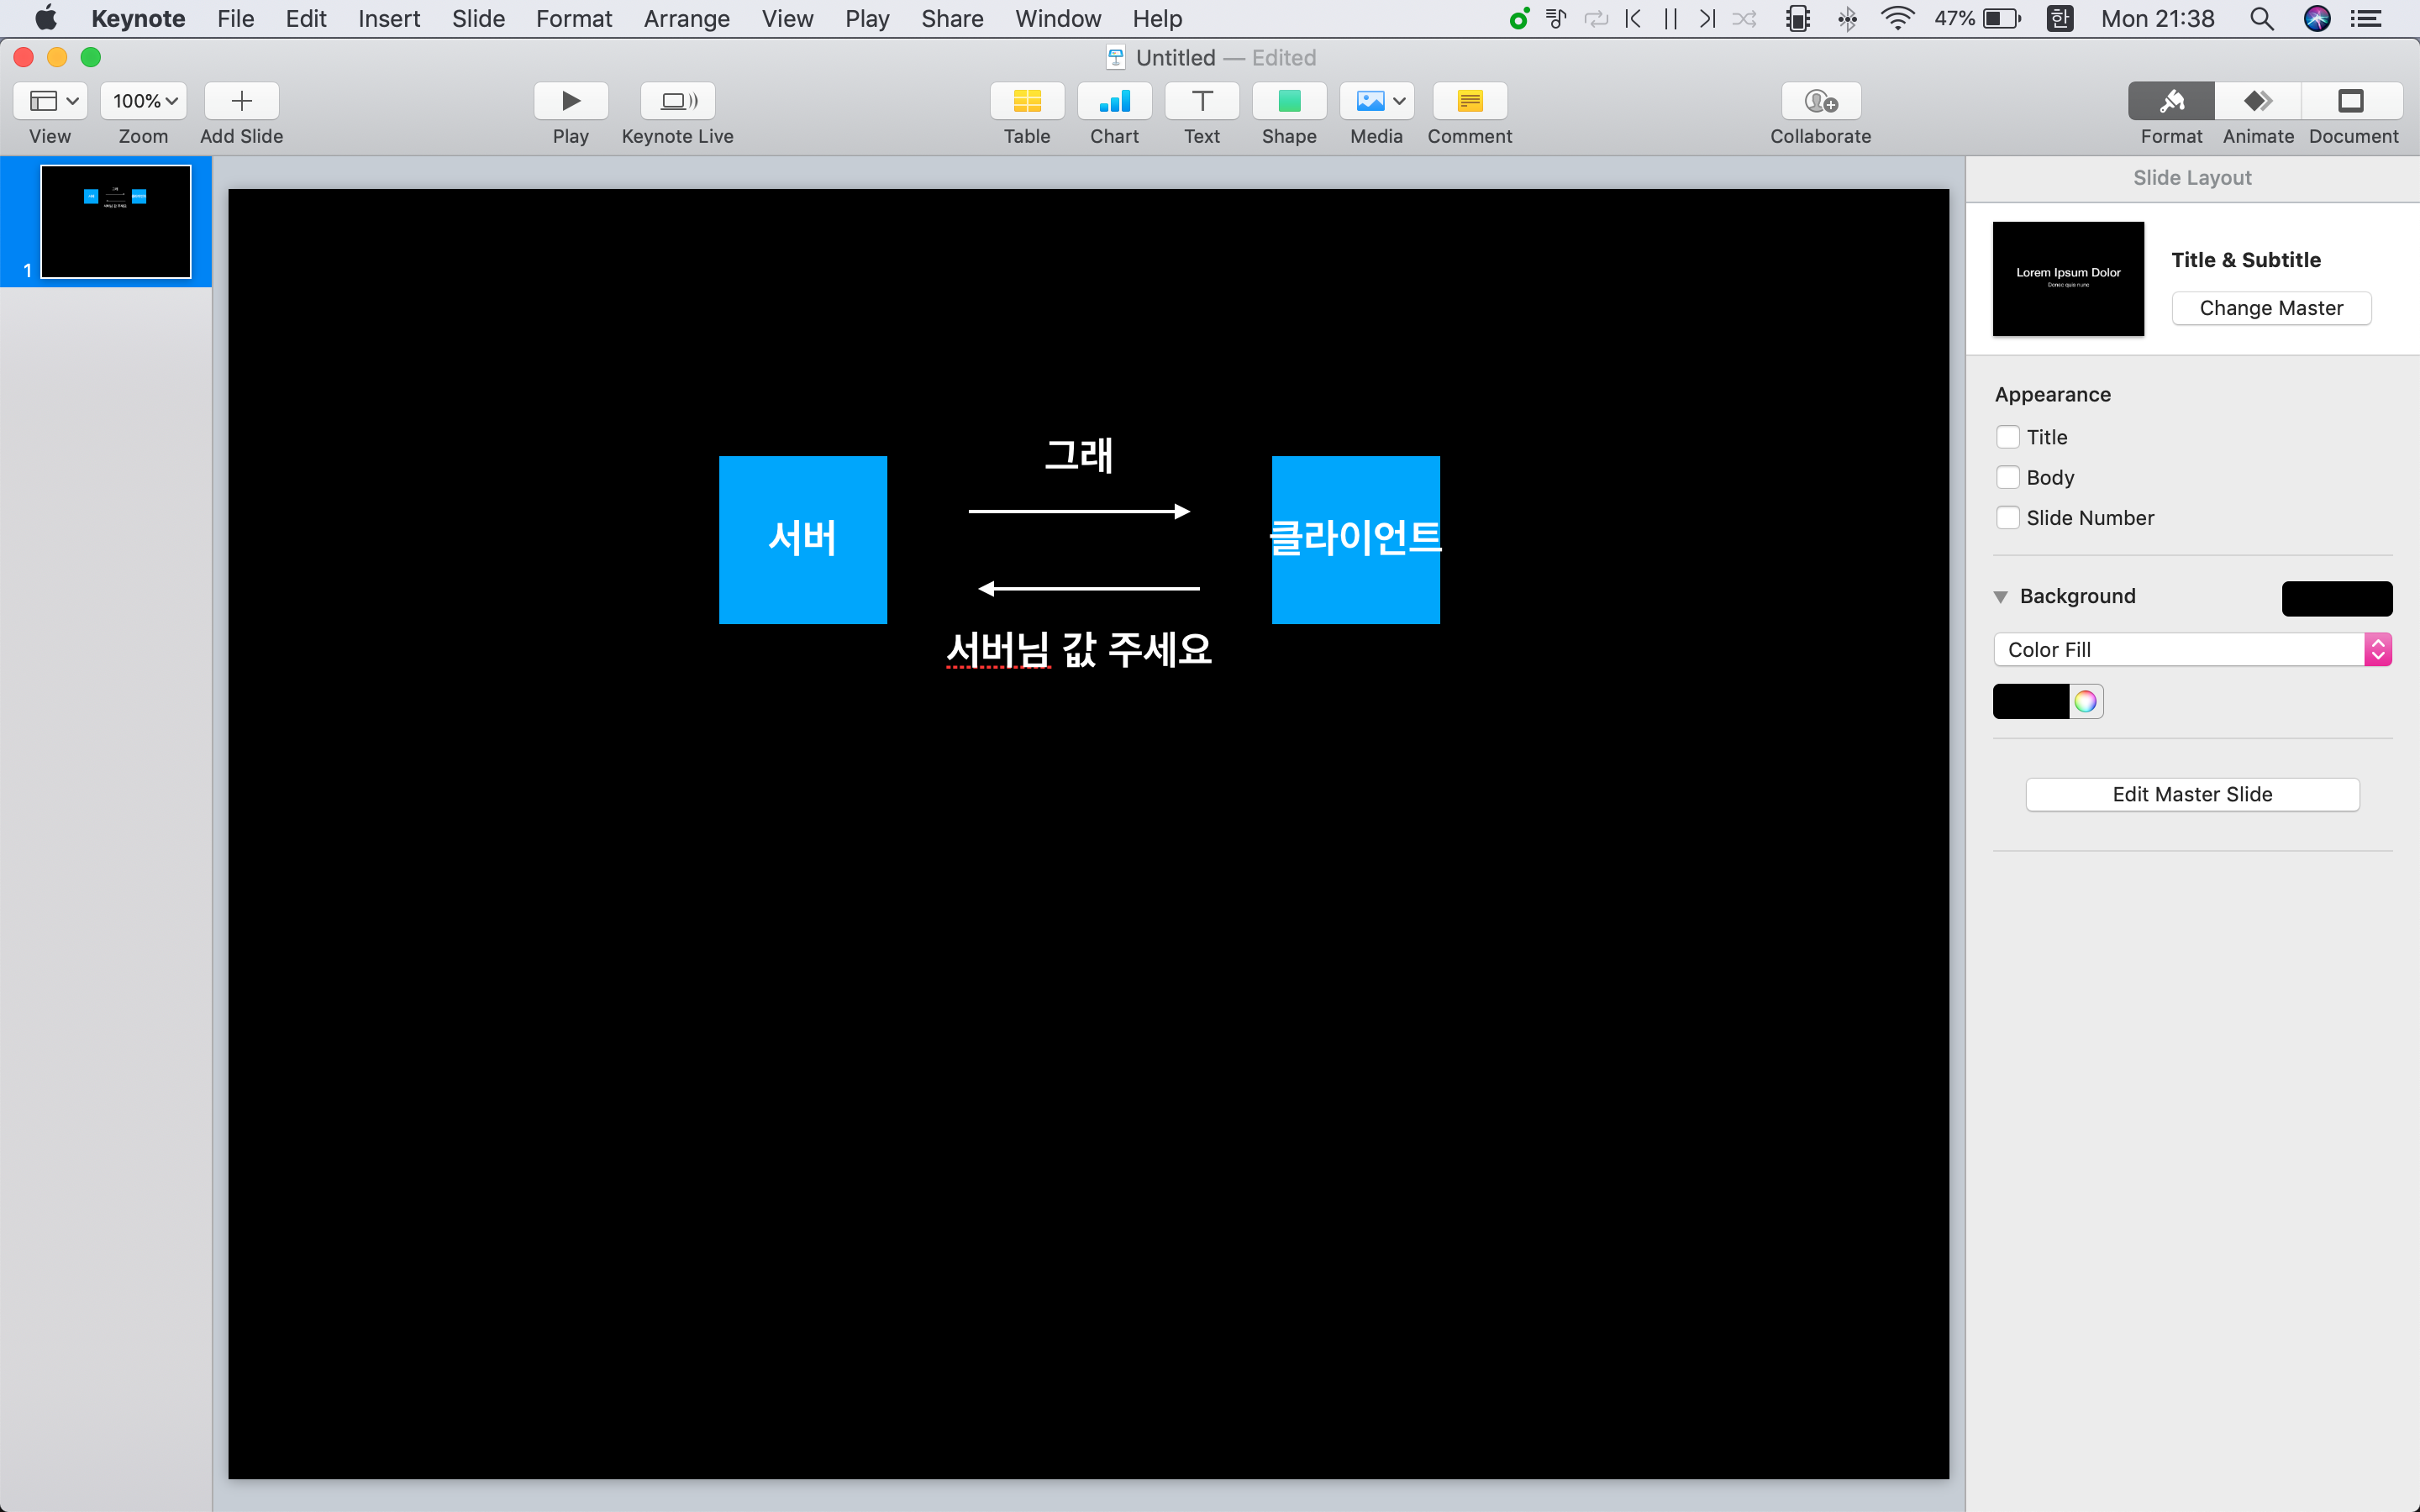 Keynote File Edit Insert Slide Format Arrange View Play Share Window Help 47% 한 Mon 21:38
Untitled — Edited
100%
View Zoom Add Slide Play Keynote Live Table Chart Text Shape Media Comment Collaborate Format Animate Document
1
그래
서버
클라이언트
서버님 값 주세요
Slide Layout
Lorem Ipsum Dolor
Donec quis nunc
Title & Subtitle
Change Master
Appearance
Title
Body
Slide Number
Background
Color Fill
Edit Master Slide